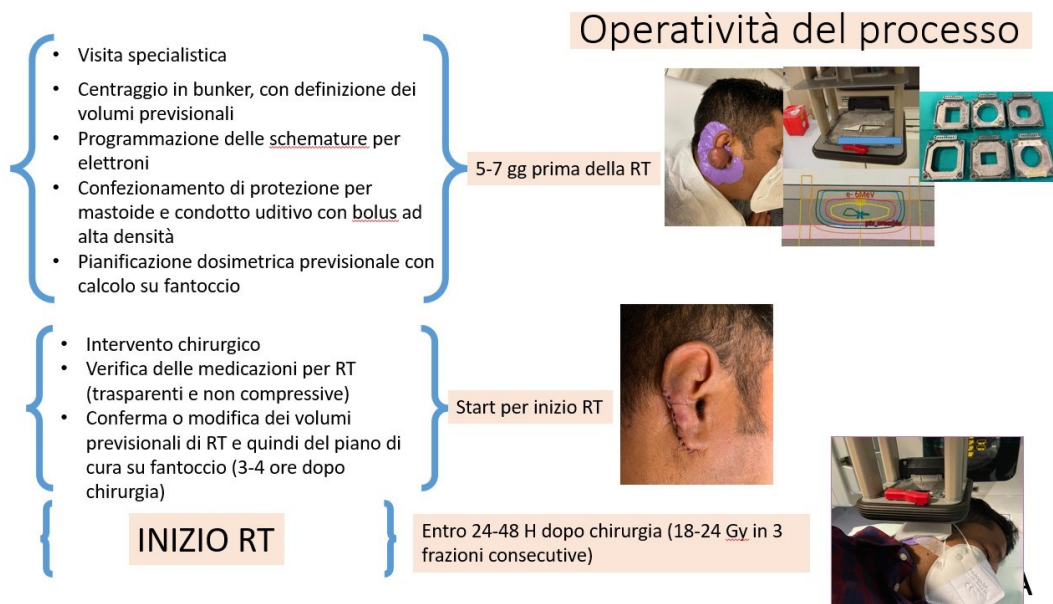 Operatività del processo
• Visita specialistica
• Centraggio in bunker, con definizione dei
volumi previsionali
• Programmazione delle schemature per
elettroni
• Confezionamento di protezione per
mastoide e condotto uditivo con bolus ad
alta densità
• Pianificazione dosimetrica previsionale con
calcolo su fantoccio
5-7 gg prima della RT
e- 6MeV
• Intervento chirurgico
• Verifica delle medicazioni per RT
(trasparenti e non compressive)
• Conferma o modifica dei volumi
previsionali di RT e quindi del piano di
cura su fantoccio (3-4 ore dopo
chirurgia)
Start per inizio RT
INIZIO RT
Entro 24-48 H dopo chirurgia (18-24 Gy in 3
frazioni consecutive)
A